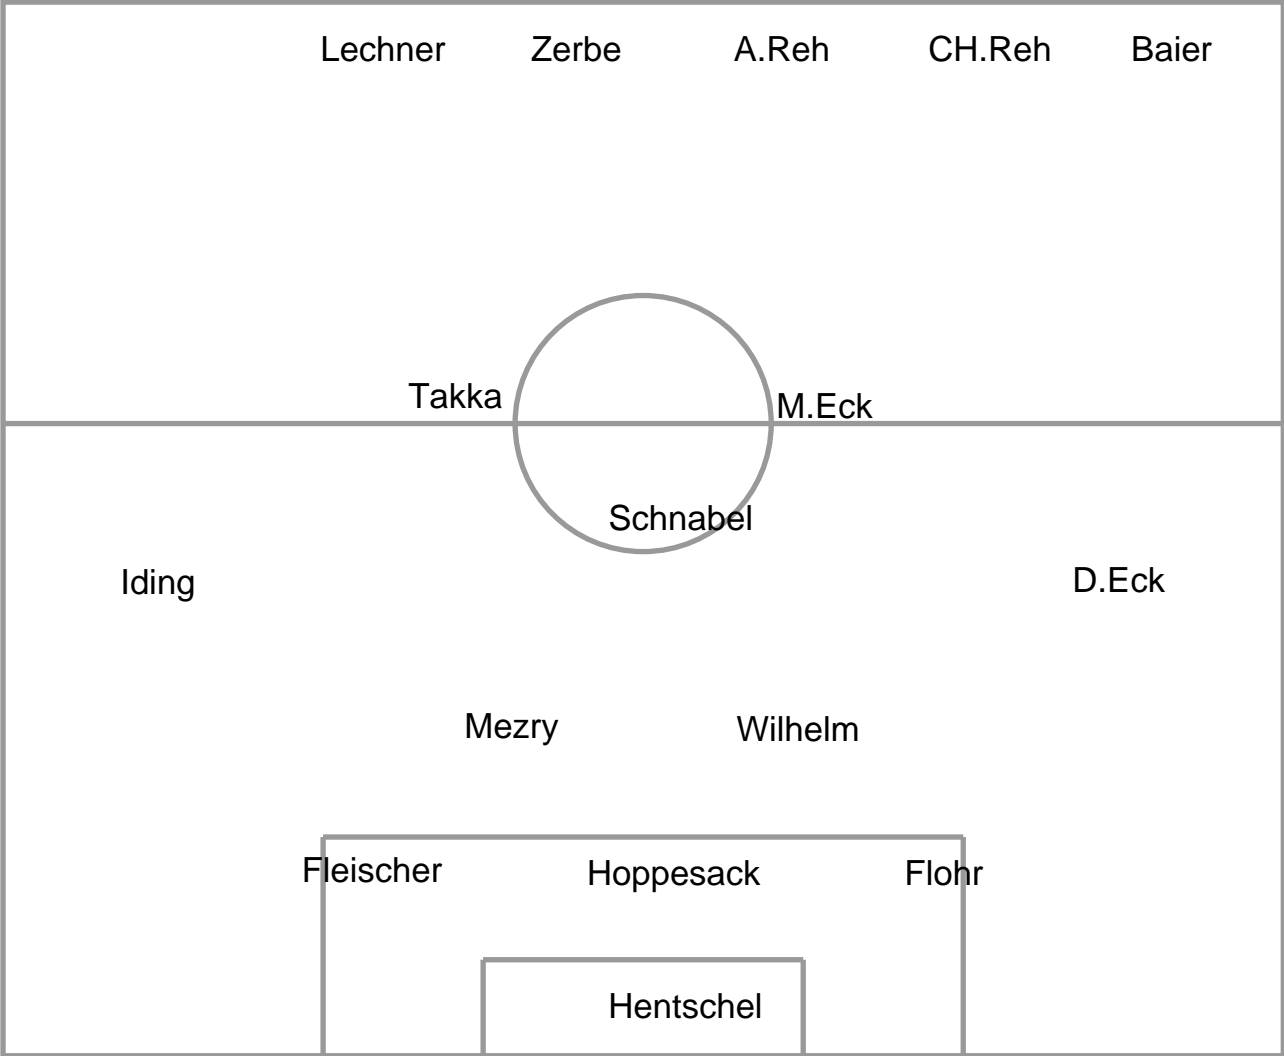 Lechner Zerbe A.Reh CH.Reh Baier
Takka M.Eck
Schnabel
Iding D.Eck
Mezry Wilhelm
Fleischer Hoppesack Flohr
Hentschel